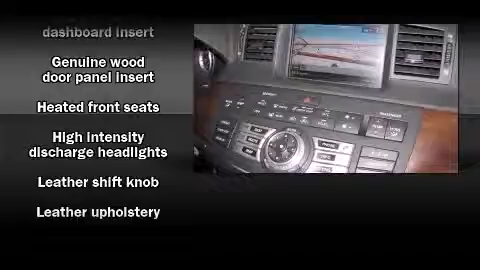 dashboard insert
Genuine wood
door panel insert
Heated front seats
High intensity
discharge headlights
Leather shift knob
Leather upholstery